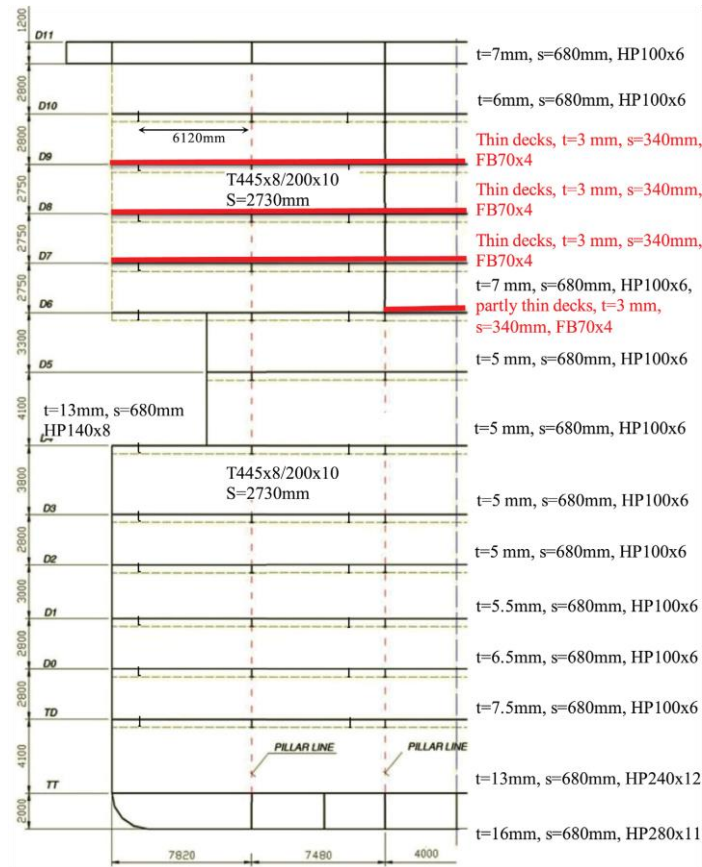 1200
D11
t=7mm, s=680mm, HP100x6
2800
D10
t=6mm, s=680mm, HP100x6
6120mm
2800
D9
Thin decks, t=3 mm, s=340mm,
FB70x4
T445x8/200x10
S=2730mm
2750
D8
Thin decks, t=3 mm, s=340mm,
FB70x4
2750
D7
Thin decks, t=3 mm, s=340mm,
FB70x4
2750
D6
t=7 mm, s=680mm, HP100x6,
partly thin decks, t=3 mm,
s=340mm, FB70x4
3300
D5
t=5 mm, s=680mm, HP100x6
4100
t=13mm, s=680mm
HP140x8
t=5 mm, s=680mm, HP100x6
T445x8/200x10
S=2730mm
3800
D3
t=5 mm, s=680mm, HP100x6
2800
D2
t=5 mm, s=680mm, HP100x6
3000
D1
t=5.5mm, s=680mm, HP100x6
2800
D0
t=6.5mm, s=680mm, HP100x6
2800
TD
t=7.5mm, s=680mm, HP100x6
4100
PILLAR LINE
PILLAR LINE
TT
t=13mm, s=680mm, HP240x12
2000
t=16mm, s=680mm, HP280x11
7820
7480
4000